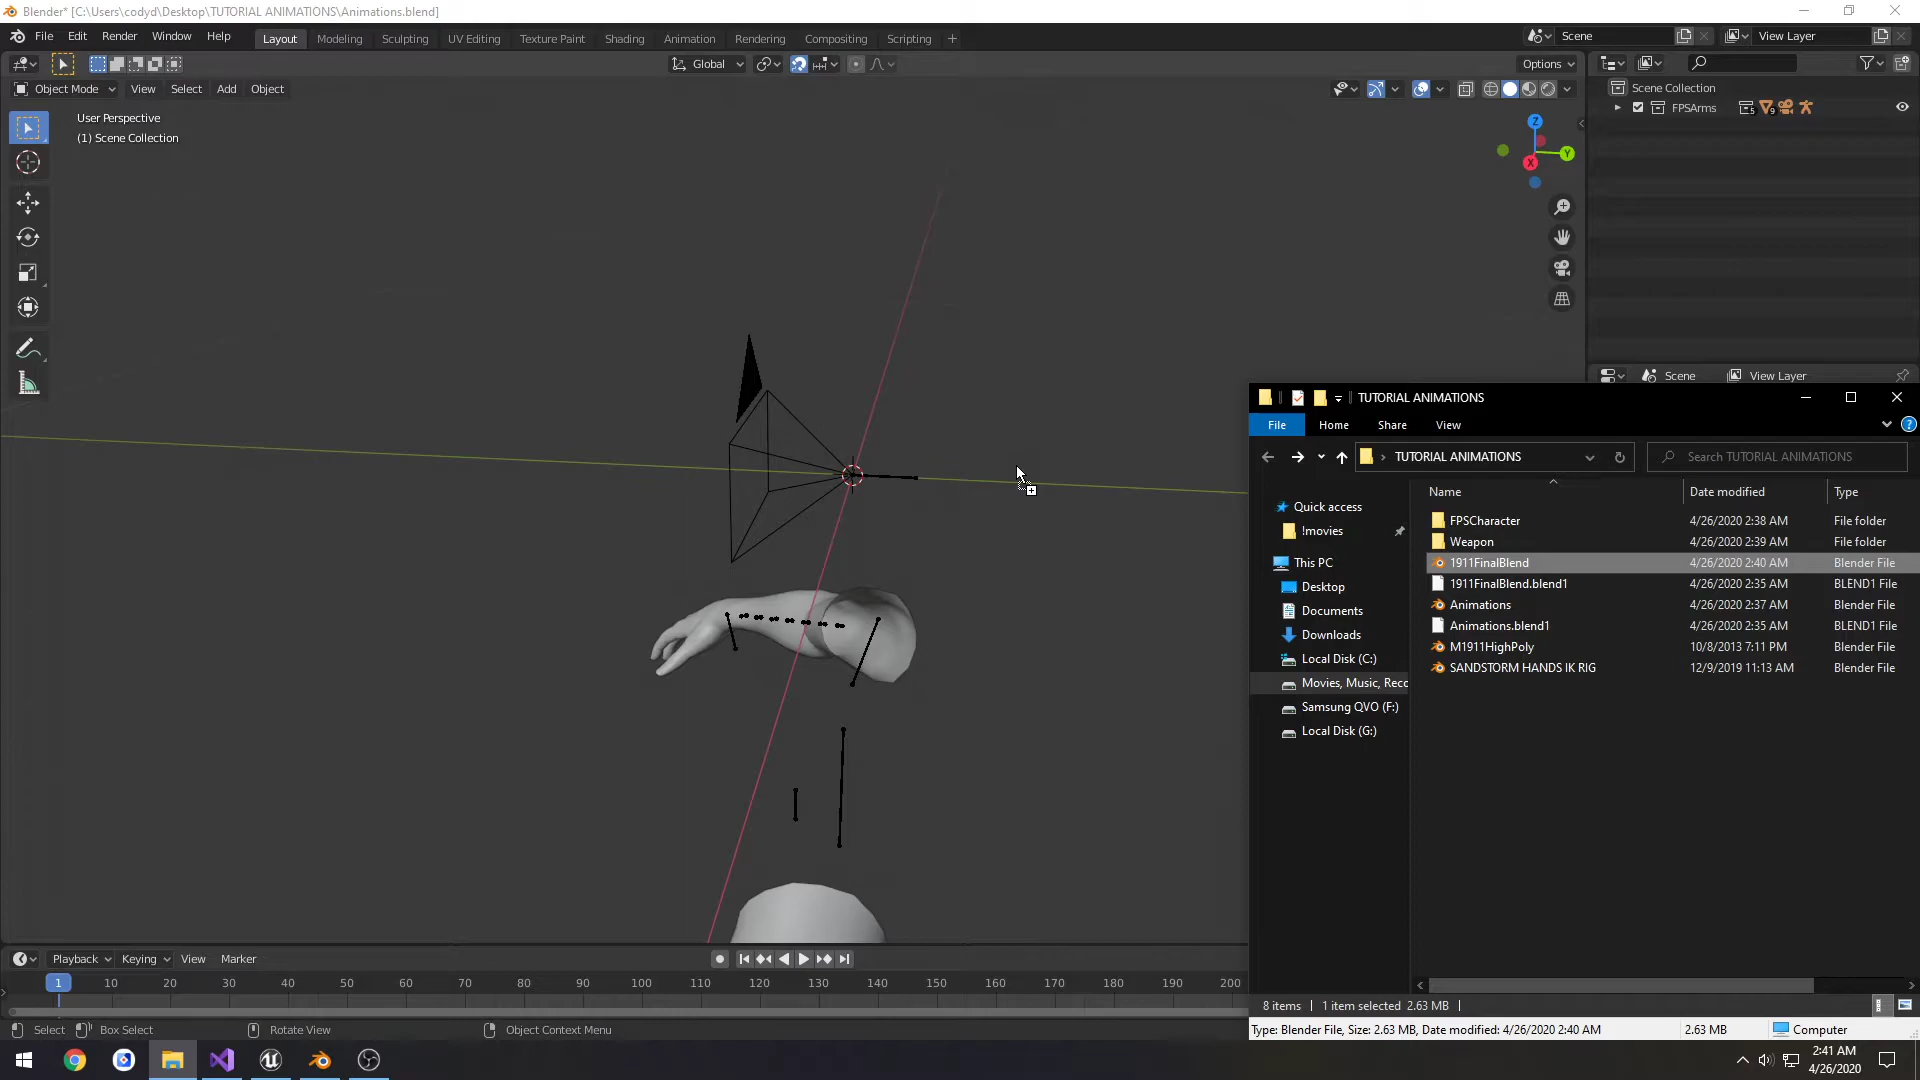 Blender* [C:\Users\codyd\Desktop\TUTORIAL ANIMATIONS\Animations.blend]
File Edit Render Window Help
Layout Modeling Sculpting UV Editing Texture Paint Shading Animation Rendering Compositing Scripting +
Scene View Layer
Global Options
Object Mode View Select Add Object
User Perspective
(1) Scene Collection
Z
Y
X
Scene Collection
FPSArms 5 9
Scene View Layer
TUTORIAL ANIMATIONS
File Home Share View
TUTORIAL ANIMATIONS Search TUTORIAL ANIMATIONS
Name Date modified Type
Quick access
!movies
This PC
Desktop
Documents
Downloads
Local Disk (C:)
Movies, Music, Reco
Samsung QVO (F:)
Local Disk (G:)
FPSCharacter 4/26/2020 2:38 AM File folder
Weapon 4/26/2020 2:39 AM File folder
1911FinalBlend 4/26/2020 2:40 AM Blender File
1911FinalBlend.blend1 4/26/2020 2:35 AM BLEND1 File
Animations 4/26/2020 2:37 AM Blender File
Animations.blend1 4/26/2020 2:35 AM BLEND1 File
M1911HighPoly 10/8/2013 7:11 PM Blender File
SANDSTORM HANDS IK RIG 12/9/2019 11:13 AM Blender File
8 items 1 item selected 2.63 MB
Type: Blender File, Size: 2.63 MB, Date modified: 4/26/2020 2:40 AM 2.63 MB Computer
Playback Keying View Marker
1 10 20 30 40 50 60 70 80 90 100 110 120 130 140 150 160 170 180 190 200
Select Box Select Rotate View Object Context Menu
2:41 AM
4/26/2020